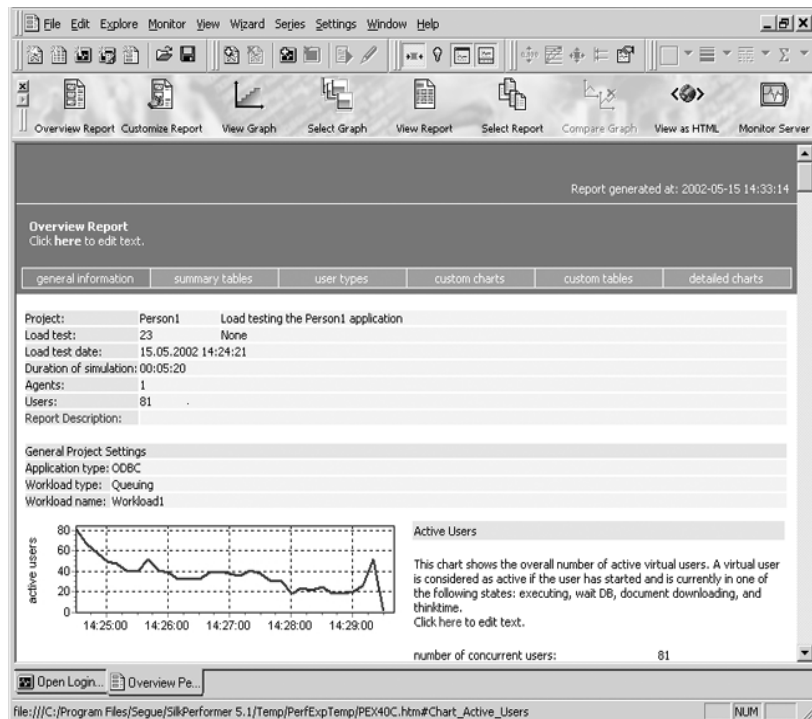 File Edit Explore Monitor View Wizard Series Settings Window Help
Overview Report Customize Report View Graph Select Graph View Report Select Report Compare Graph View as HTML Monitor Server
Report generated at: 2002-05-15 14:33:14
Overview Report
Click here to edit text.
general information summary tables user types custom charts custom tables detailed charts
Project: Person1 Load testing the Person1 application
Load test: 23 None
Load test date: 15.05.2002 14:24:21
Duration of simulation: 00:05:20
Agents: 1
Users: 81
Report Description:
General Project Settings
Application type: ODBC
Workload type: Queuing
Workload name: Workload1
active users
80
60
40
20
0
14:25:00 14:26:00 14:27:00 14:28:00 14:29:00
Active Users
This chart shows the overall number of active virtual users. A virtual user
is considered as active if the user has started and is currently in one of
the following states: executing, wait DB, document downloading, and
thinktime.
Click here to edit text.
number of concurrent users: 81
Open Login... Overview Pe...
file:///C:/Program Files/Segue/SilkPerformer 5.1/Temp/PerfExpTemp/PEX40C.htm#Chart_Active_Users NUM